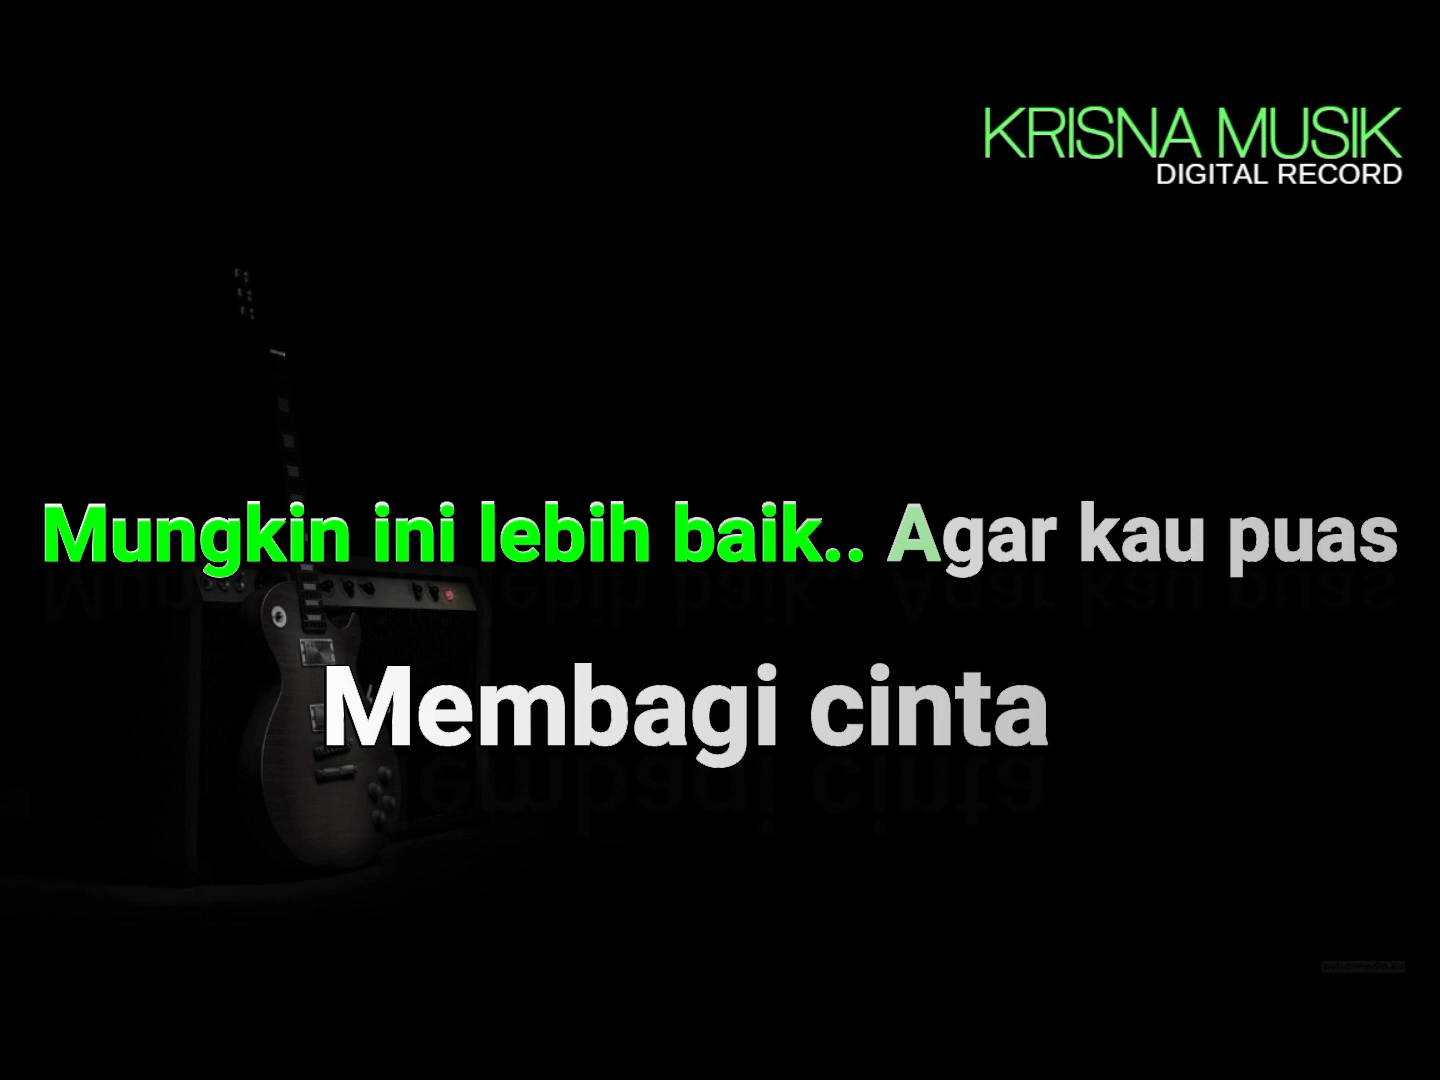 KRISNA MUSIK
DIGITAL RECORD
Mungkin ini lebih baik.. Agar kau puas
Membagi cinta